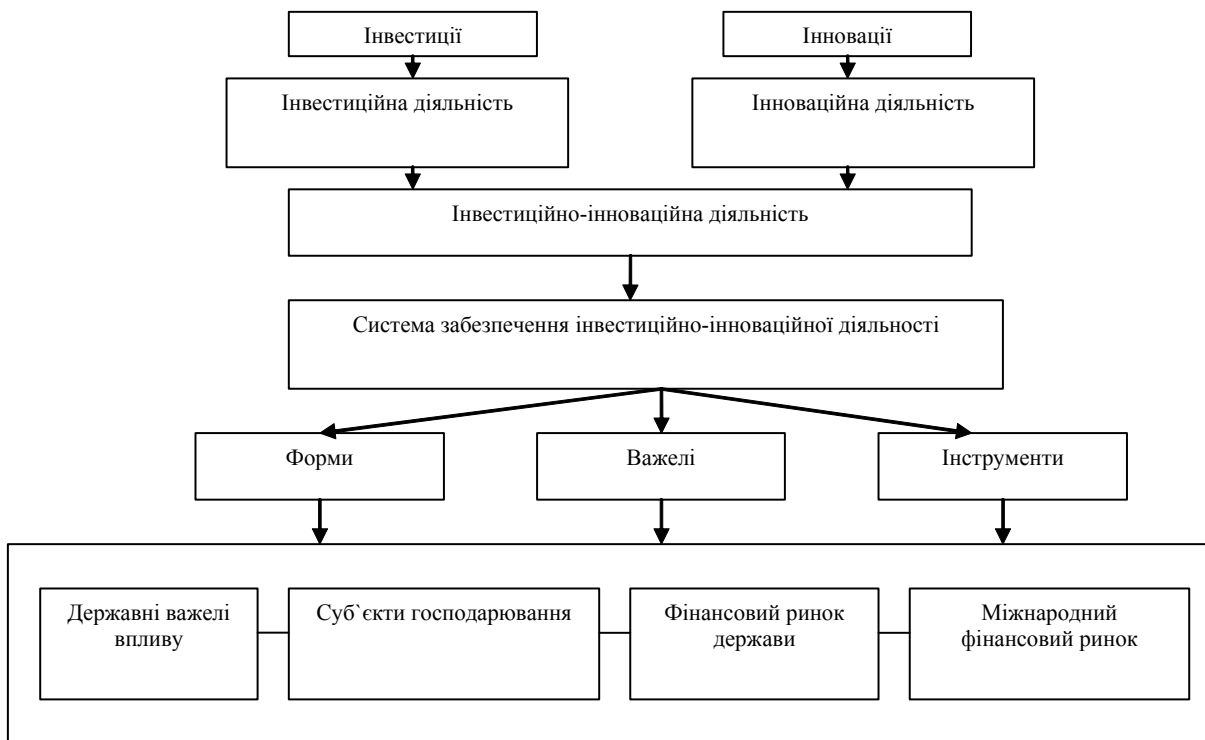 Інвестиції
Інновації
Інвестиційна діяльність
Інноваційна діяльність
Інвестиційно-інноваційна діяльність
Система забезпечення інвестиційно-інноваційної діяльності
Форми
Важелі
Інструменти
Державні важелі
впливу
Суб`єкти господарювання
Фінансовий ринок
держави
Міжнародний
фінансовий ринок